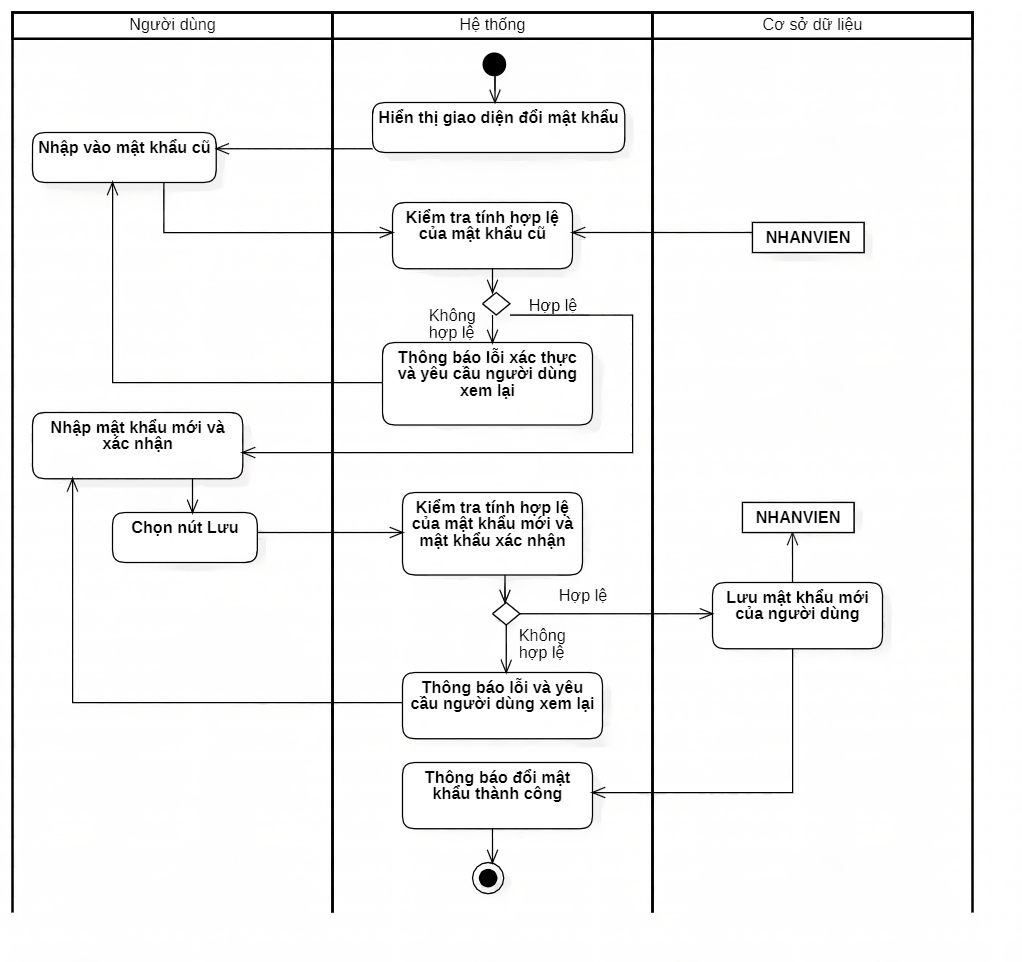 Người dùng
Hệ thống
Cơ sở dữ liệu
Hiển thị giao diện đổi mật khẩu
Nhập vào mật khẩu cũ
Kiểm tra tính hợp lệ
của mật khẩu cũ
NHANVIEN
Hợp lệ
Không
hợp lệ
Thông báo lỗi xác thực
và yêu cầu người dùng
xem lại
Nhập mật khẩu mới và
xác nhận
Chọn nút Lưu
Kiểm tra tính hợp lệ
của mật khẩu mới và
mật khẩu xác nhận
NHANVIEN
Hợp lệ
Lưu mật khẩu mới
của người dùng
Không
hợp lệ
Thông báo lỗi và yêu
cầu người dùng xem lại
Thông báo đổi mật
khẩu thành công